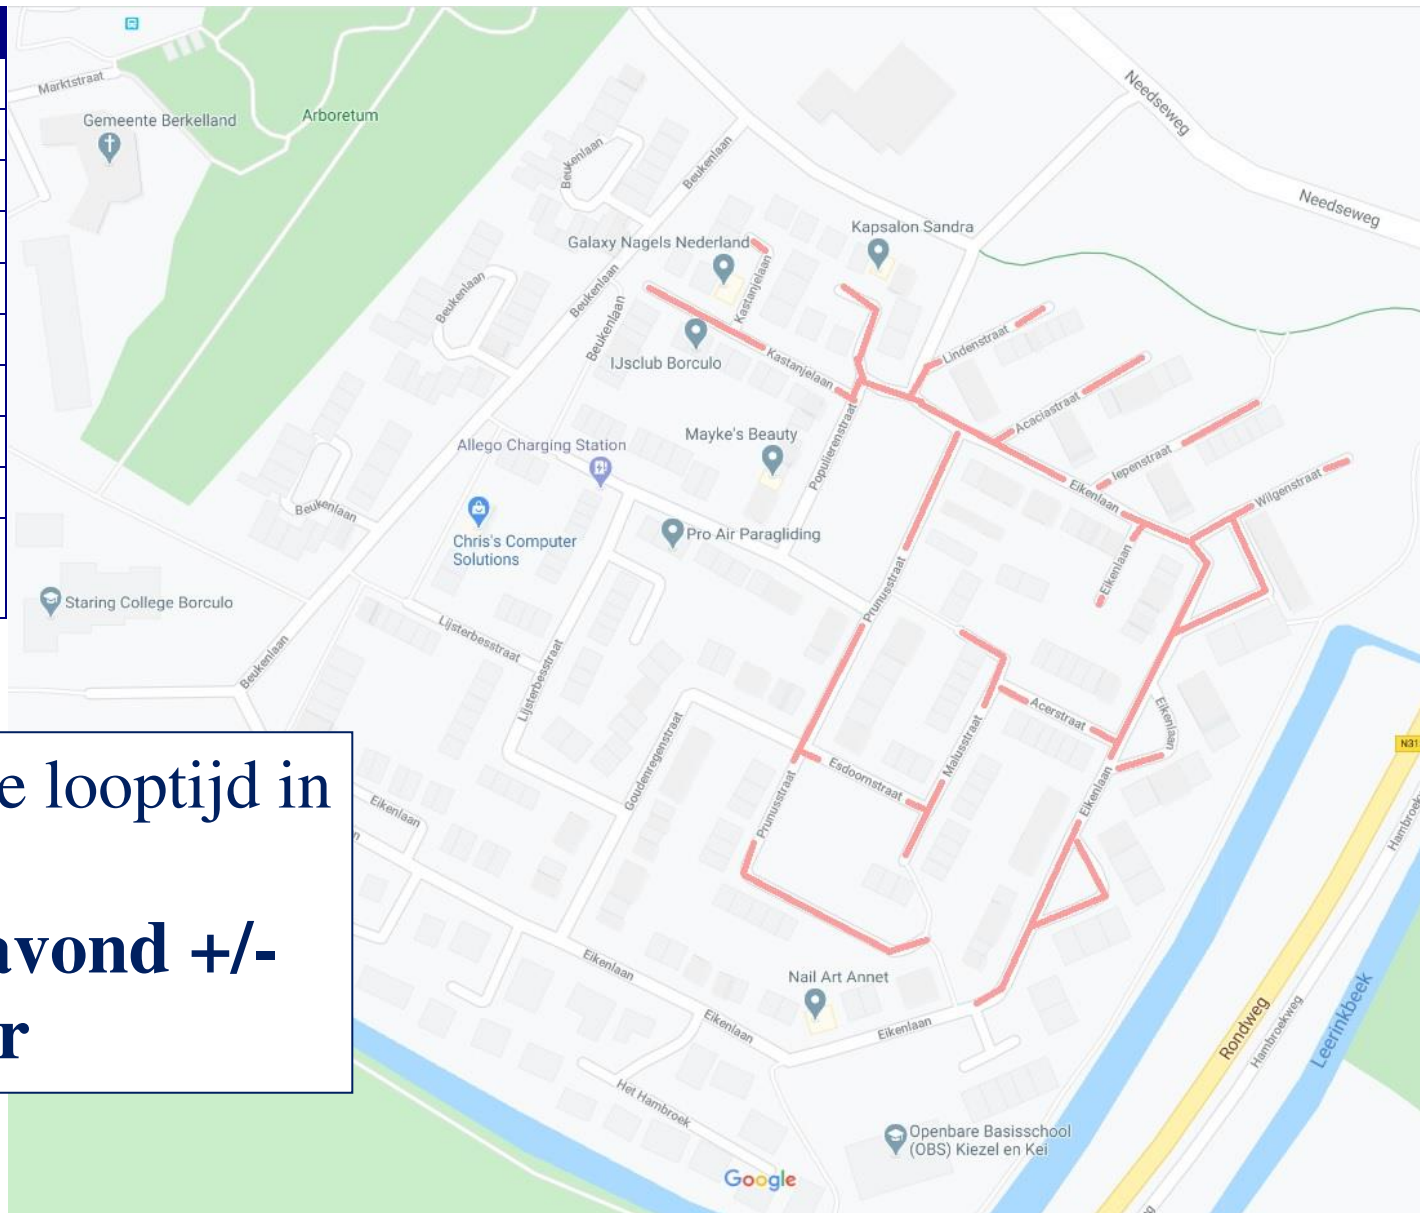 Marktstraat
Gemeente Berkelland
Arboretum
Needseweg
Needseweg
Beukenlaan
Beukenlaan
Kapsalon Sandra
Galaxy Nagels Nederland
Kastanjelaan
Beukenlaan
Beukenlaan
Beukenlaan
Lindenstraat
IJsclub Borculo
Kastanjelaan
Acaciastraat
Populierenstraat
Mayke's Beauty
Allego Charging Station
Iepenstraat
Wilgenstraat
Eikenlaan
Beukenlaan
Chris's Computer
Solutions
Pro Air Paragliding
Eikenlaan
Prunusstraat
Staring College Borculo
Lijsterbesstraat
Beukenlaan
Lijsterbesstraat
Acerstraat
Eikenlaan
Malusstraat
Goudenregenstraat
Esdoornstraat
Prunusstraat
Eikenlaan
N31
Hambroek
e looptijd in
avond +/-
r
Eikenlaan
Eikenlaan
Nail Art Annet
Eikenlaan
Eikenlaan
Rondweg
Hambroekweg
Leerinkbeek
Het Hambroek
Openbare Basisschool
(OBS) Kiezel en Kei
Google